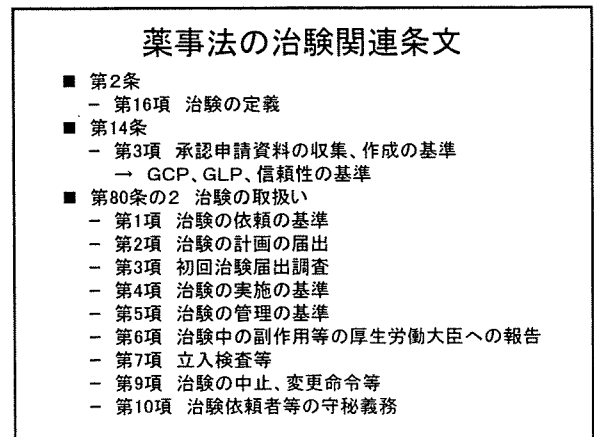 薬事法の治験関連条文
■ 第2条
－ 第16項 治験の定義
■ 第14条
－ 第3項 承認申請資料の収集、作成の基準
→ GCP、GLP、信頼性の基準
■ 第80条の2 治験の取扱い
－ 第1項 治験の依頼の基準
－ 第2項 治験の計画の届出
－ 第3項 初回治験届出調査
－ 第4項 治験の実施の基準
－ 第5項 治験の管理の基準
－ 第6項 治験中の副作用等の厚生労働大臣への報告
－ 第7項 立入検査等
－ 第9項 治験の中止、変更命令等
－ 第10項 治験依頼者等の守秘義務